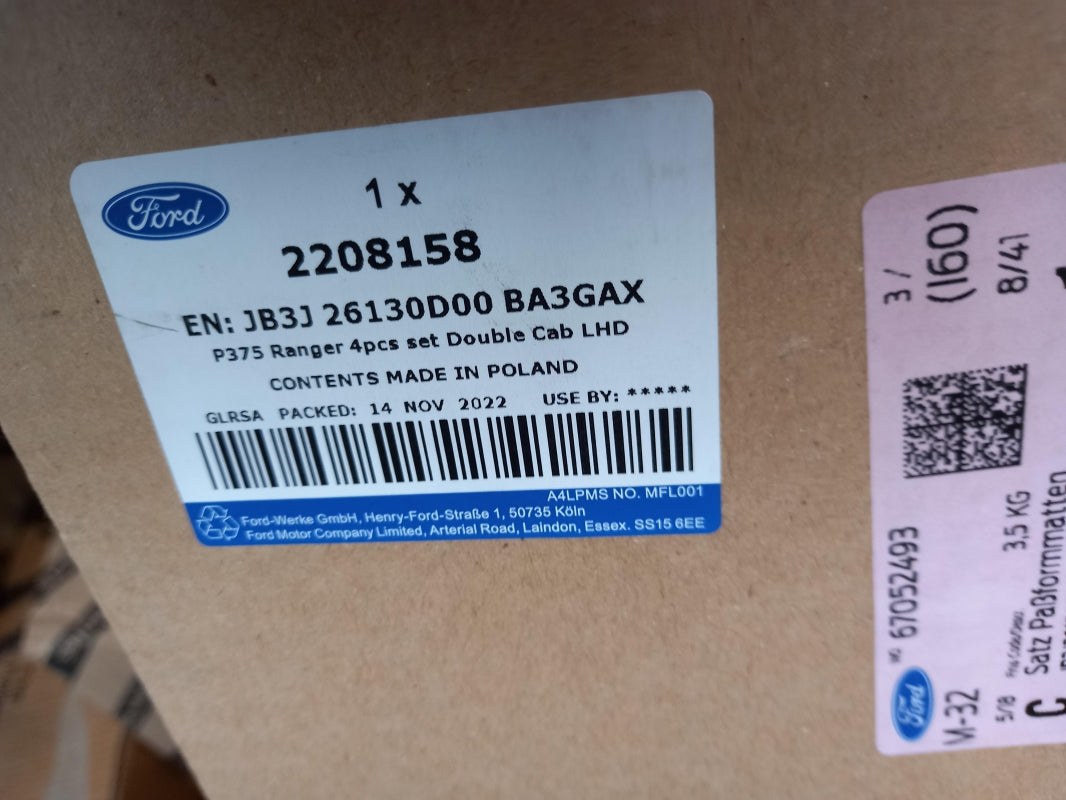 Ford
1 x
2208158
EN: JB3J 26130D00 BA3GAX
P375 Ranger 4pcs set Double Cab LHD
CONTENTS MADE IN POLAND
GLRSA PACKED: 14 NOV 2022 USE BY: *****
A4LPMS NO. MFL001
Ford-Werke GmbH, Henry-Ford-Straße 1, 50735 Köln
Ford Motor Company Limited, Arterial Road, Laindon, Essex. SS15 6EE
3 /
(160)
8/41
67052493
Ford
3,5 KG
5/8
Satz Paßformmatten
C